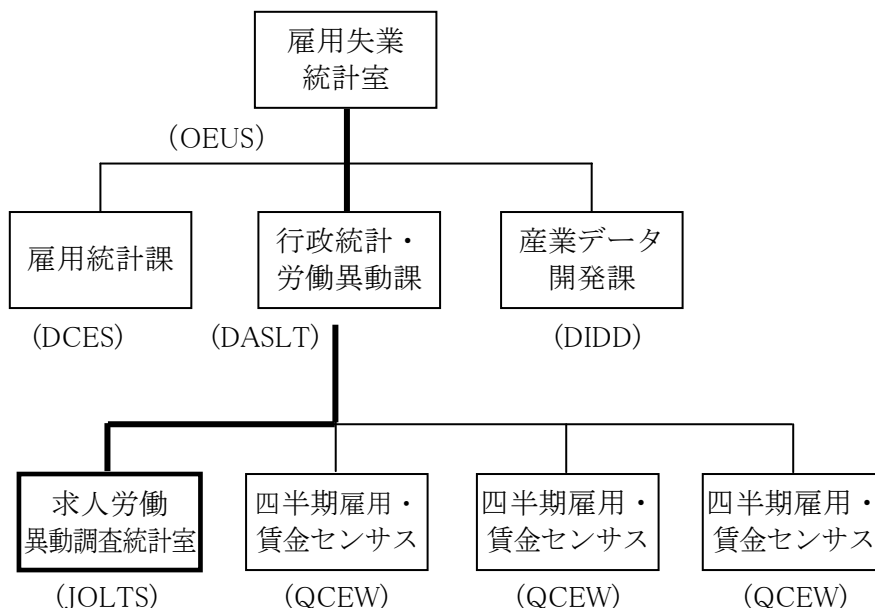 雇用失業
統計室
(OEUS)
雇用統計課
行政統計・
労働異動課
産業データ
開発課
(DCES)
(DASLT)
(DIDD)
求人労働
異動調査統計室
四半期雇用・
賃金センサス
四半期雇用・
賃金センサス
四半期雇用・
賃金センサス
(JOLTS)
(QCEW)
(QCEW)
(QCEW)